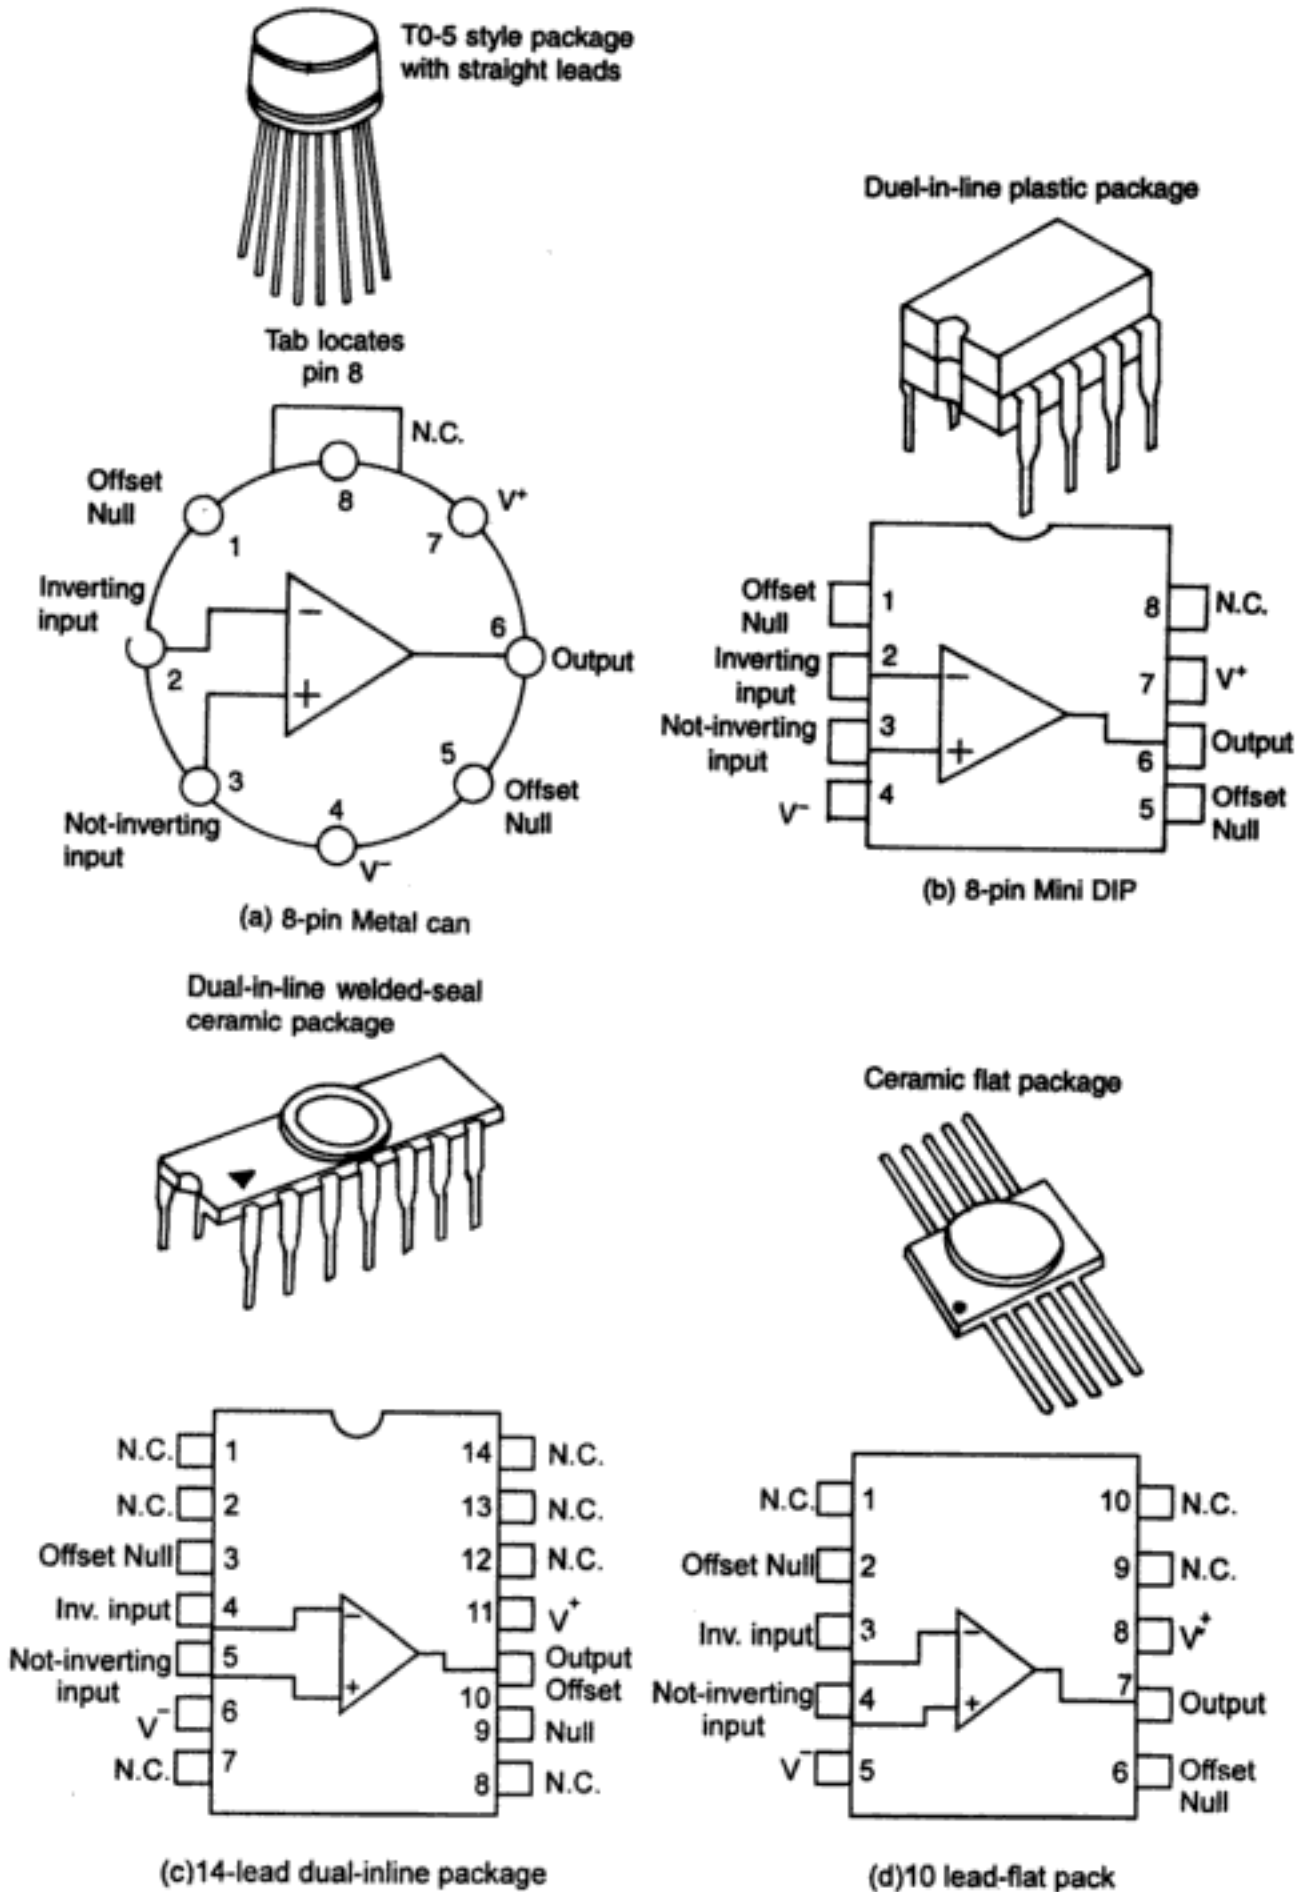 T0-5 style package
with straight leads
Tab locates
pin 8
N.C.
Offset
Null
8
V+
1
7
Inverting
input
−
6
Output
2
+
5
3
Offset
Null
4
Not-inverting
input
V−
(a) 8-pin Metal can
Duel-in-line plastic package
Offset
Null
1
8
N.C.
Inverting
input
2
−
7
V+
Not-inverting
input
3
+
6
Output
V−
4
5
Offset
Null
(b) 8-pin Mini DIP
Dual-in-line welded-seal
ceramic package
N.C.
1
14
N.C.
N.C.
2
13
N.C.
Offset Null
3
12
N.C.
Inv. input
4
−
11
V+
Not-inverting
input
5
+
10
Output
Offset
V−
6
9
Null
N.C.
7
8
N.C.
(c)14-lead dual-inline package
Ceramic flat package
N.C.
1
10
N.C.
Offset Null
2
9
N.C.
Inv. input
3
−
8
V+
Not-inverting
input
4
+
7
Output
V−
5
6
Offset
Null
(d)10 lead-flat pack